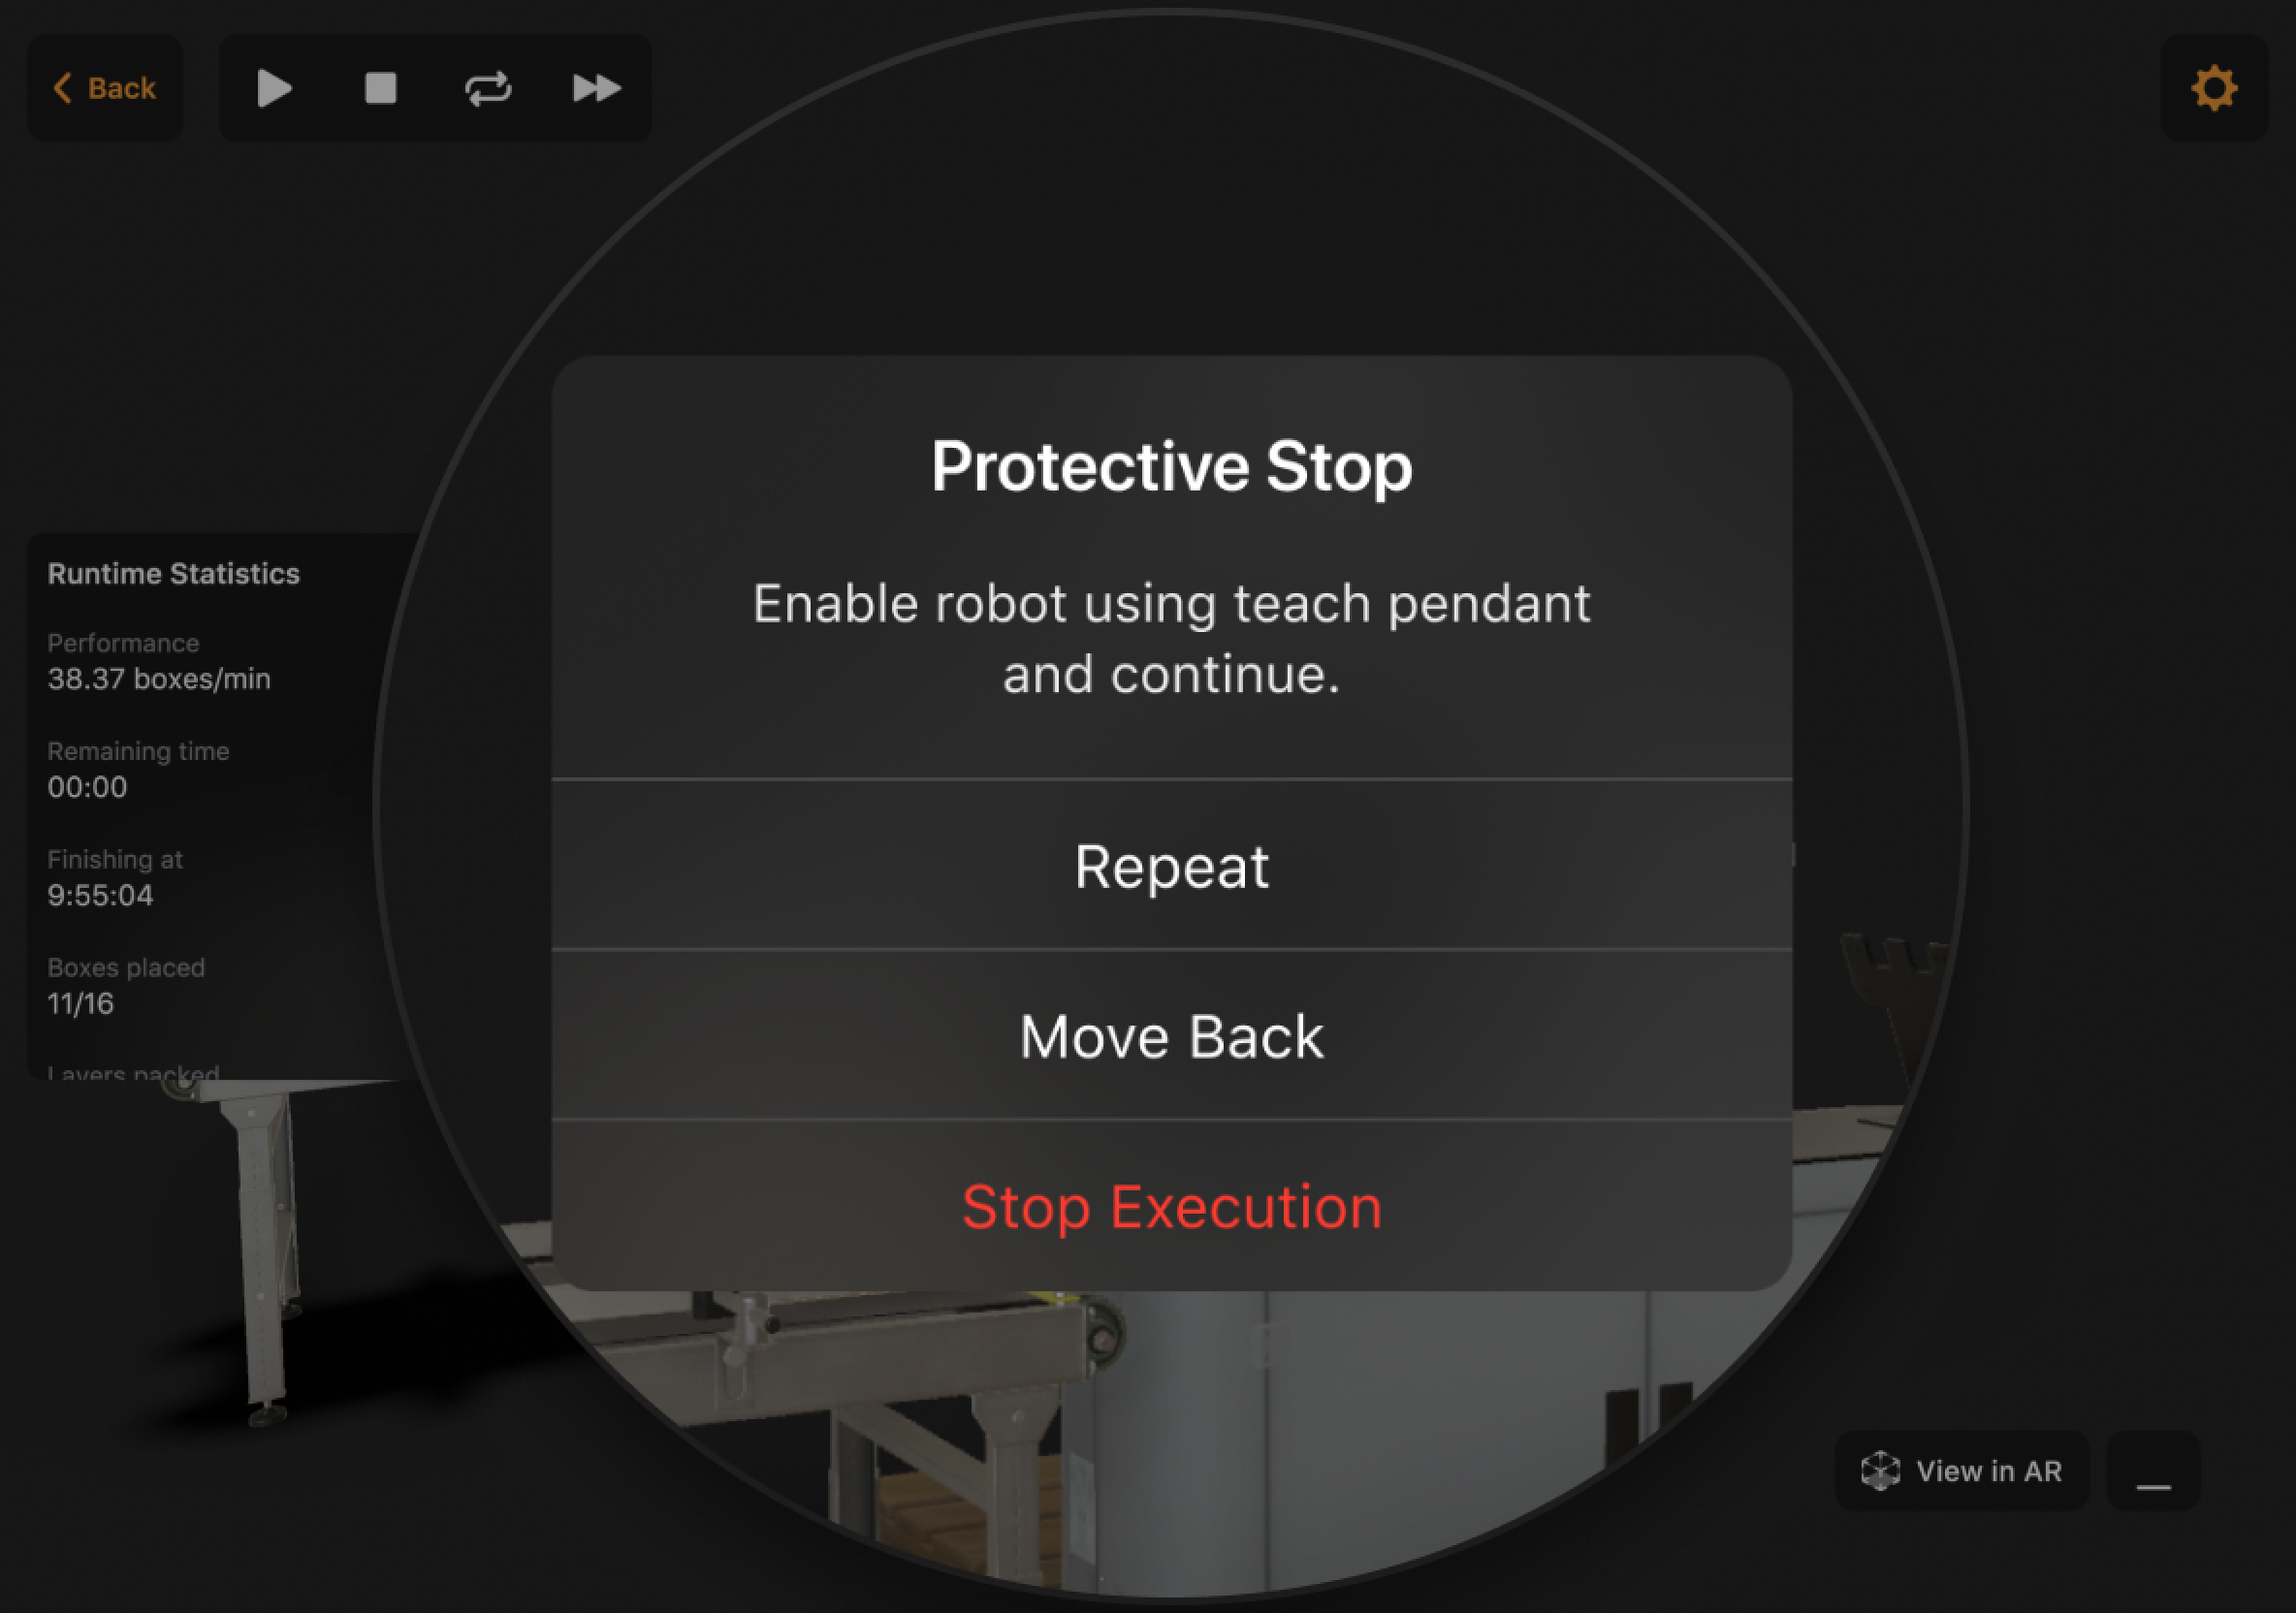 Back
Runtime Statistics
Performance
38.37 boxes/min
Remaining time
00:00
Finishing at
9:55:04
Boxes placed
11/16
Layers packed
Protective Stop
Enable robot using teach pendant
and continue.
Repeat
Move Back
Stop Execution
View in AR